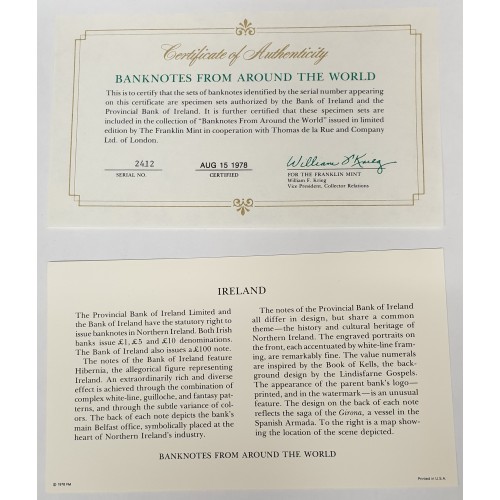 Certificate of Authenticity
BANKNOTES FROM AROUND THE WORLD
This is to certify that the sets of banknotes identified by the serial number appearing
on this certificate are specimen sets authorized by the Bank of Ireland and the
Provincial Bank of Ireland. It is further certified that these specimen sets are
included in the collection of "Banknotes From Around the World" issued in limited
edition by The Franklin Mint in cooperation with Thomas de la Rue and Company
Ltd. of London.
2412
SERIAL NO.
AUG 15 1978
CERTIFIED
William F. Krieg
FOR THE FRANKLIN MINT
William F. Krieg
Vice President, Collector Relations
IRELAND
The Provincial Bank of Ireland Limited and
the Bank of Ireland have the statutory right to
issue banknotes in Northern Ireland. Both Irish
banks issue £1, £5 and £10 denominations.
The Bank of Ireland also issues a £100 note.
The notes of the Bank of Ireland feature
Hibernia, the allegorical figure representing
Ireland. An extraordinarily rich and diverse
effect is achieved through the combination of
complex white-line, guilloche, and fantasy pat-
terns, and through the subtle variance of col-
ors. The back of each note depicts the bank's
main Belfast office, symbolically placed at the
heart of Northern Ireland's industry.
The notes of the Provincial Bank of Ireland
all differ in design, but share a common
theme—the history and cultural heritage of
Northern Ireland. The engraved portraits on
the front, each accentuated by white-line fram-
ing, are remarkably fine. The value numerals
are inspired by the Book of Kells, the back-
ground design by the Lindisfarne Gospels.
The appearance of the parent bank's logo—
printed, and in the watermark—is an unusual
feature. The design on the back of each note
reflects the saga of the Girona, a vessel in the
Spanish Armada. To the right is a map show-
ing the location of the scene depicted.
BANKNOTES FROM AROUND THE WORLD
© 1978 FM
Printed in U.S.A.